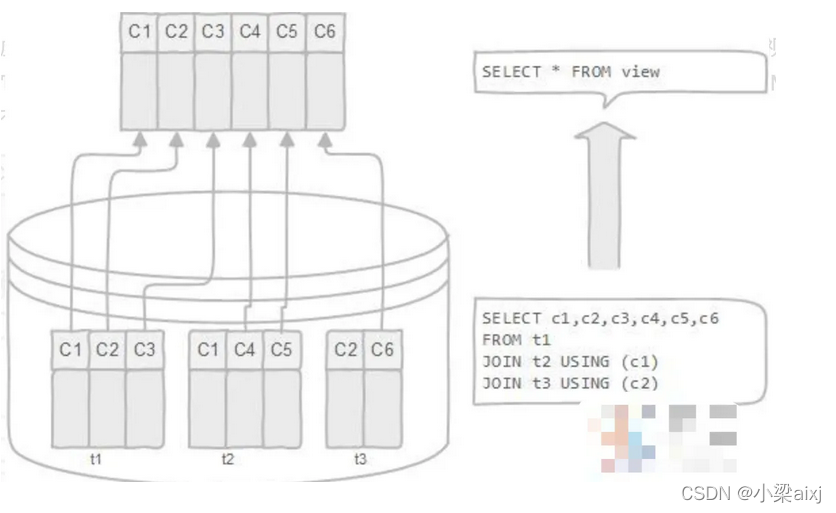 C1 C2 C3 C4 C5 C6
SELECT * FROM view
C1 C2 C3
C1 C4 C5
C2 C6
t1
t2
t3
SELECT c1,c2,c3,c4,c5,c6
FROM t1
JOIN t2 USING (c1)
JOIN t3 USING (c2)
CSDN @小梁aixj